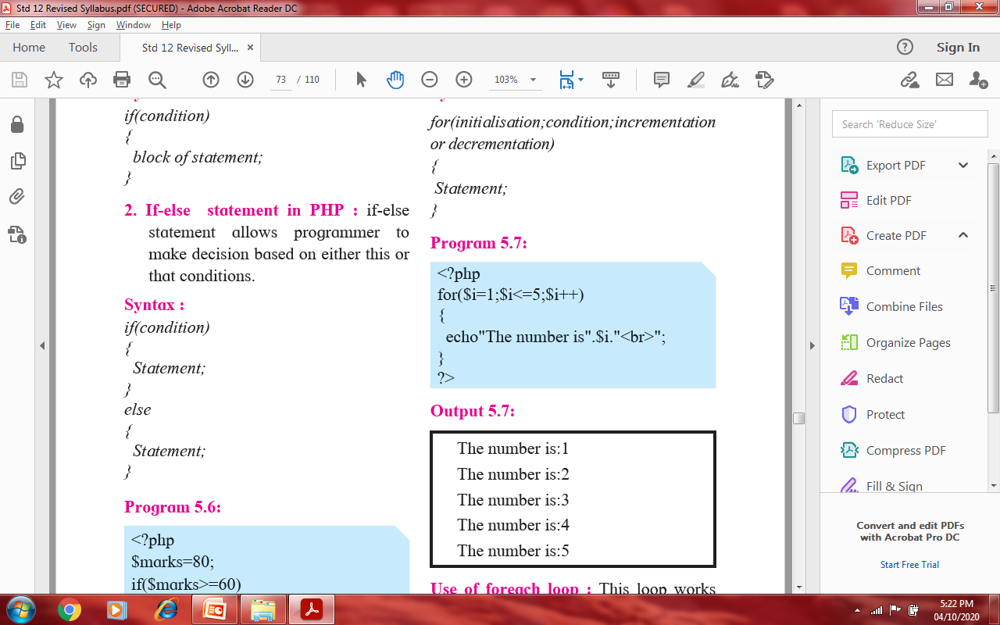 Std 12 Revised Syllabus.pdf (SECURED) - Adobe Acrobat Reader DC
File Edit View Sign Window Help
Home Tools Std 12 Revised Syll... × ? Sign In
73 / 110 103%
if(condition)
{
block of statement;
}
2. If-else statement in PHP : if-else
statement allows programmer to
make decision based on either this or
that conditions.
Syntax :
if(condition)
{
Statement;
}
else
{
Statement;
}
Program 5.6:
<?php
$marks=80;
if($marks>=60)
for(initialisation;condition;incrementation
or decrementation)
{
Statement;
}
Program 5.7:
<?php
for($i=1;$i<=5;$i++)
{
echo"The number is".$i."<br>";
}
?>
Output 5.7:
The number is:1
The number is:2
The number is:3
The number is:4
The number is:5
Use of foreach loop : This loop works
Search 'Reduce Size'
Export PDF
Edit PDF
Create PDF
Comment
Combine Files
Organize Pages
Redact
Protect
Compress PDF
Fill & Sign
Convert and edit PDFs
with Acrobat Pro DC
Start Free Trial
5:22 PM
04/10/2020